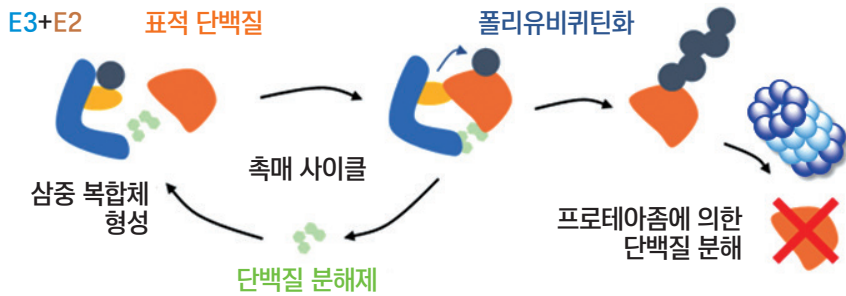 E3+E2
표적 단백질
폴리유비퀴틴화
촉매 사이클
삼중 복합체
형성
단백질 분해제
프로테아좀에 의한
단백질 분해